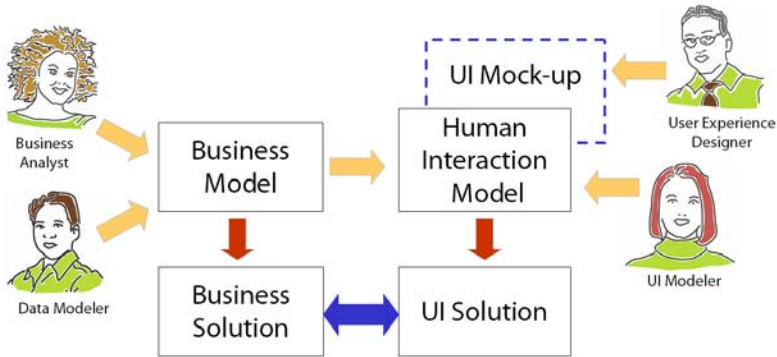 UI Mock-up
User Experience
Designer
Business
Analyst
Business
Model
Human
Interaction
Model
Data Modeler
UI Modeler
Business
Solution
UI Solution